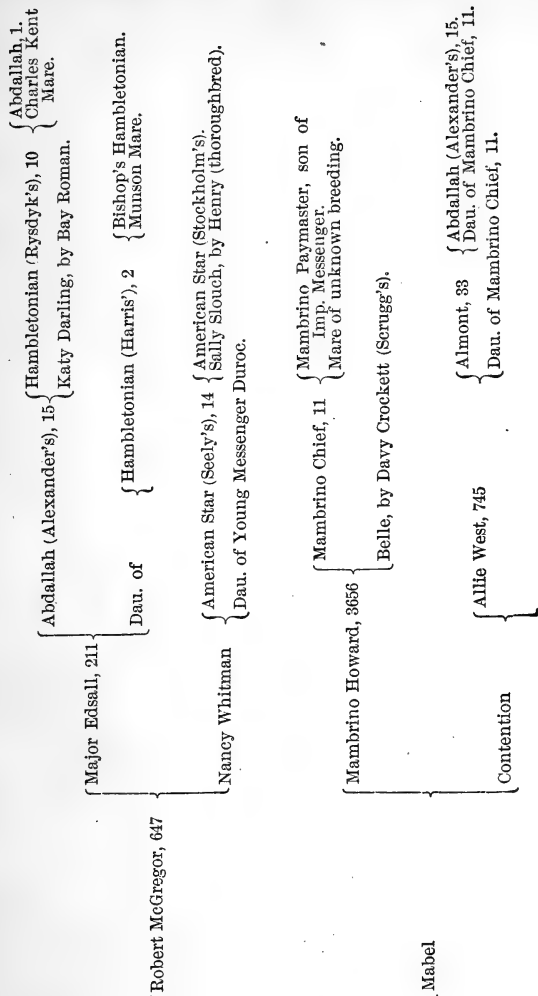 Robert McGregor, 647
Major Edsall, 211
Abdallah (Alexander's), 15
Hambletonian (Rysdyk's), 10
Abdallah, 1.
Charles Kent
Mare.
Katy Darling, by Bay Roman.
Dau. of
Hambletonian (Harris'), 2
Bishop's Hambletonian.
Munson Mare.
Nancy Whitman
American Star (Seely's), 14
American Star (Stockholm's).
Sally Slouch, by Henry (thoroughbred).
Dau. of Young Messenger Duroc.
Mabel
Mambrino Howard, 3656
Mambrino Chief, 11
Mambrino Paymaster, son of
Imp. Messenger.
Mare of unknown breeding.
Belle, by Davy Crockett (Scrugg's).
Contention
Allie West, 745
Almont, 33
Abdallah (Alexander's), 15.
Dau. of Mambrino Chief, 11.
Dau. of Mambrino Chief, 11.